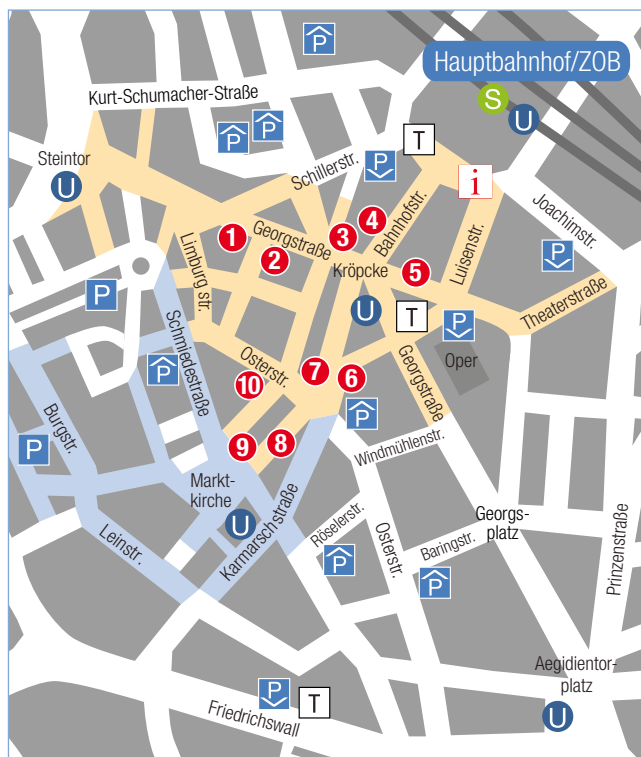 P
Hauptbahnhof/ZOB
S
U
Kurt-Schumacher-Straße
P
P
T
Steintor
U
Schillerstr.
P
i
Joachimstr.
1
2
Georgstraße
3
4
Bahnhofstr.
Luisenstr.
Limburg str.
Kröpcke
5
P
P
U
T
P
Theaterstraße
Schmiedestraße
P
Osterstr.
10
7
6
Georgstraße
Oper
Burgstr.
P
P
9
8
Windmühlenstr.
Markt-
kirche
U
Karmarschstraße
Leinstr.
Röselerstr.
P
Osterstr.
Baringstr.
P
Georgs-
platz
Prinzenstraße
Aegidientor-
platz
U
P
T
Friedrichswall